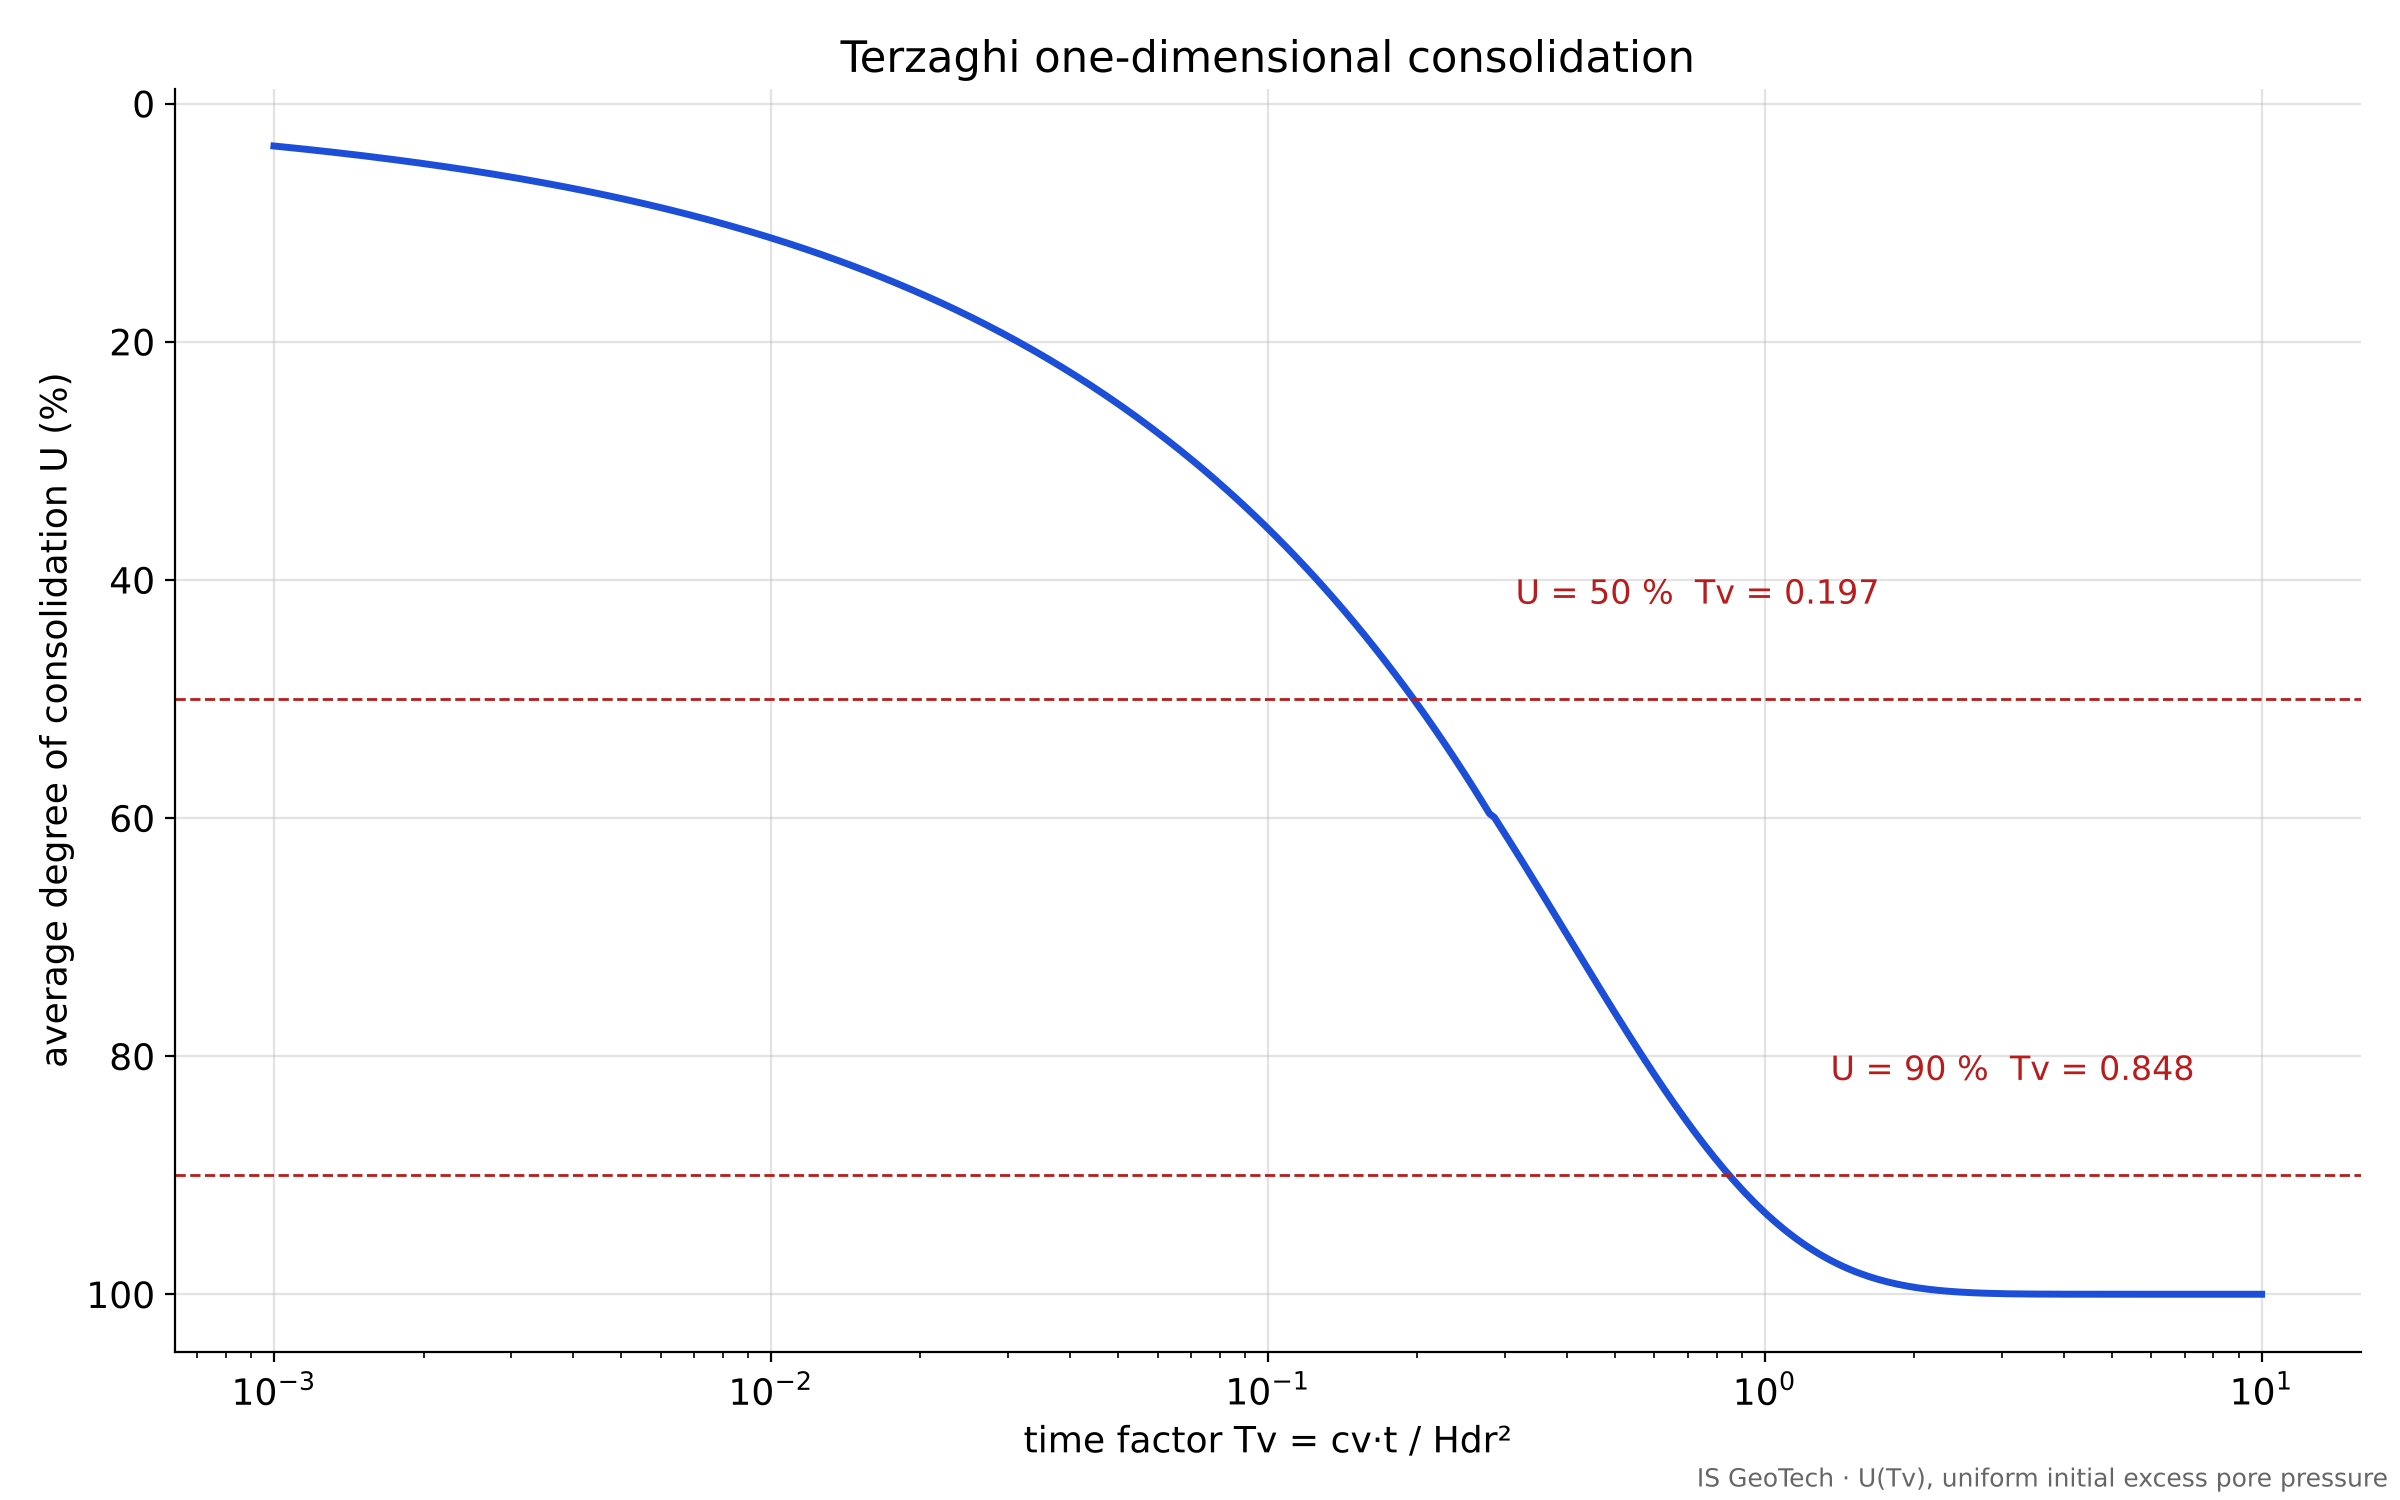 Terzaghi one-dimensional consolidation
average degree of consolidation U (%)
0
20
40
60
80
100
U = 50 %  Tv = 0.197
U = 90 %  Tv = 0.848
10⁻³
10⁻²
10⁻¹
10⁰
10¹
time factor Tv = cv·t / Hdr²
IS GeoTech · U(Tv), uniform initial excess pore pressure